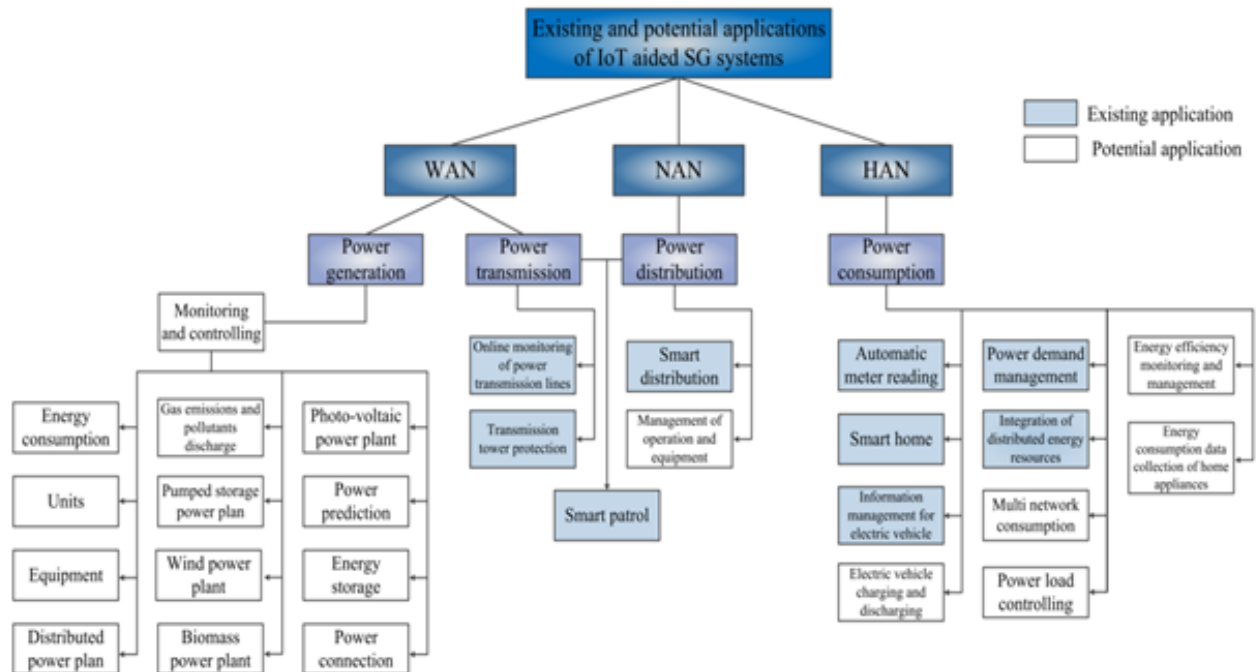 Existing and potential applications
of IoT aided SG systems
Existing application
Potential application
WAN
NAN
HAN
Power
generation
Power
transmission
Power
distribution
Power
consumption
Monitoring
and controlling
Energy
consumption
Units
Equipment
Distributed
power plan
Gas emissions and
pollutants
discharge
Pumped storage
power plan
Wind power
plant
Biomass
power plant
Photo-voltaic
power plant
Power
prediction
Energy
storage
Power
connection
Online monitoring
of power
transmission lines
Transmission
tower protection
Smart patrol
Smart
distribution
Management of
operation and
equipment
Automatic
meter reading
Smart home
Information
management for
electric vehicle
Electric vehicle
charging and
discharging
Power demand
management
Integration of
distributed energy
resources
Multi network
consumption
Power load
controlling
Energy efficiency
monitoring and
management
Energy
consumption data
collection of home
appliances